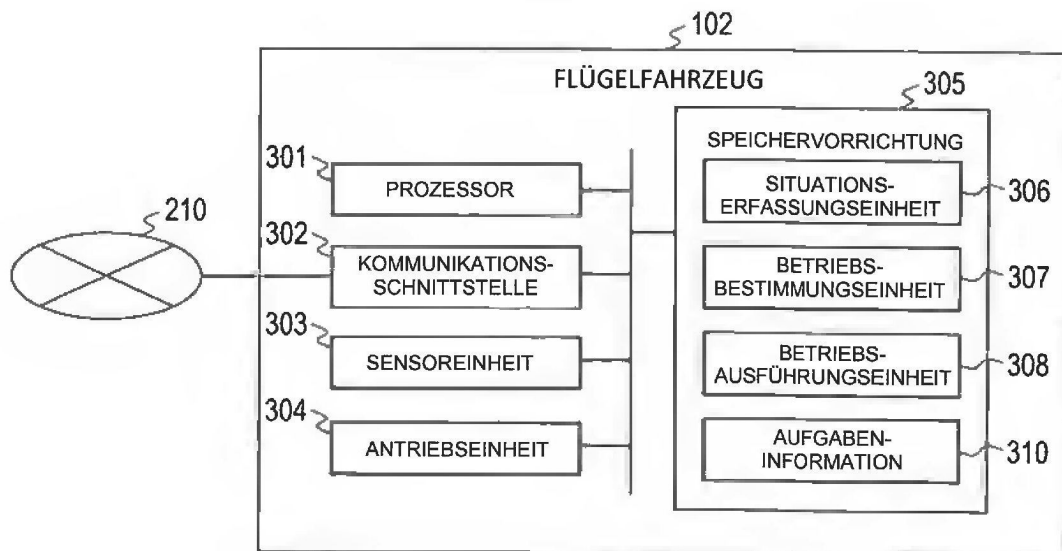 102
FLÜGELFAHRZEUG
305
SPEICHERVORRICHTUNG
301
PROZESSOR
SITUATIONS-
ERFASSUNGSEINHEIT
306
210
302
KOMMUNIKATIONS-
SCHNITTSTELLE
BETRIEBS-
BESTIMMUNGSEINHEIT
307
303
SENSOREINHEIT
BETRIEBS-
AUSFÜHRUNGSEINHEIT
308
304
ANTRIEBSEINHEIT
AUFGABEN-
INFORMATION
310